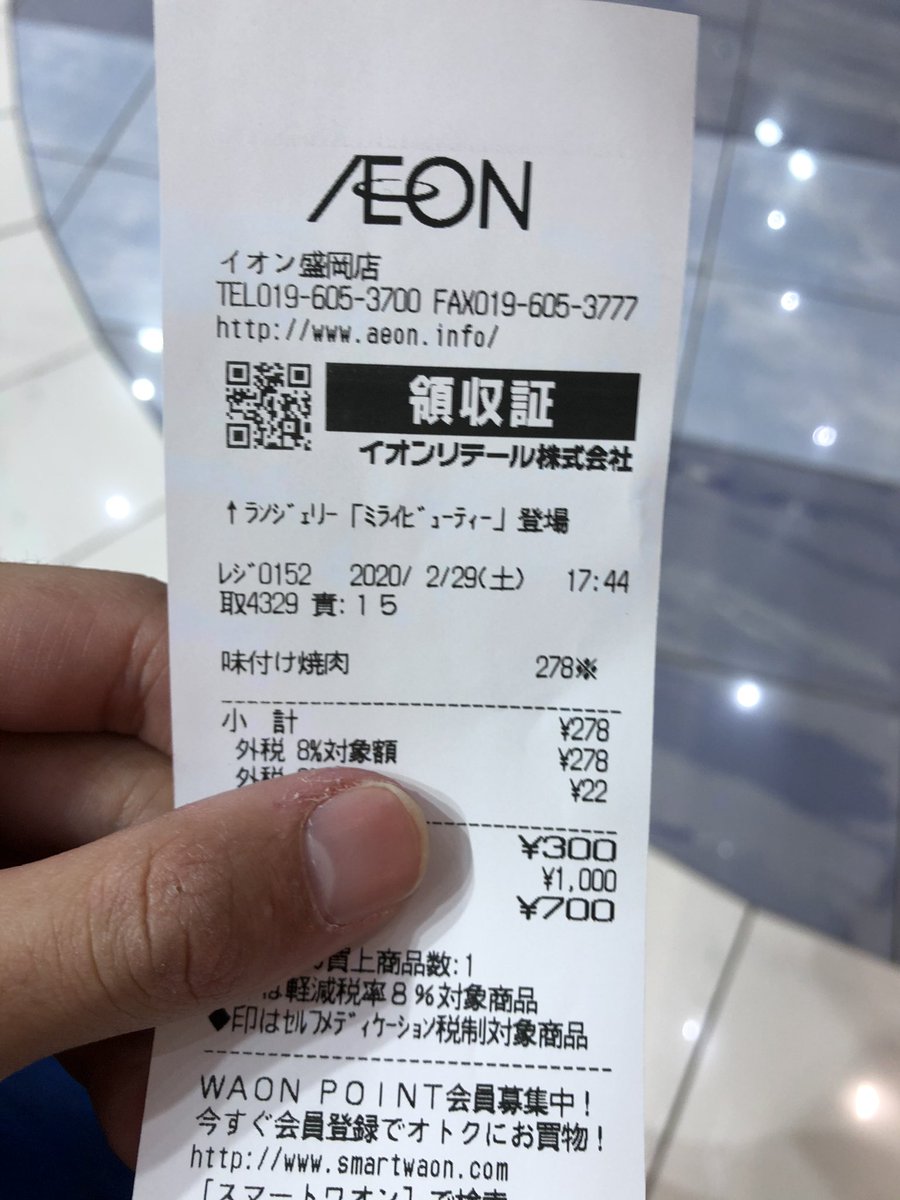 ÆON
イオン盛岡店
TEL019-605-3700 FAX019-605-3777
http://www.aeon.info/
領収証
イオンリテール株式会社
↑ランジェリー「ミライビューティー」登場
レジ0152 2020/ 2/29(土) 17:44
取4329 責:15
味付け焼肉 278※
小 計 ¥278
外税 8%対象額 ¥278
外税 ¥22
¥300
¥1,000
¥700
買上商品数:1
は軽減税率8%対象商品
◆印はセルフメディケーション税制対象商品
WAON POINT会員募集中!
今すぐ会員登録でオトクにお買物!
http://www.smartwaon.com
[スマートワオン]で検索